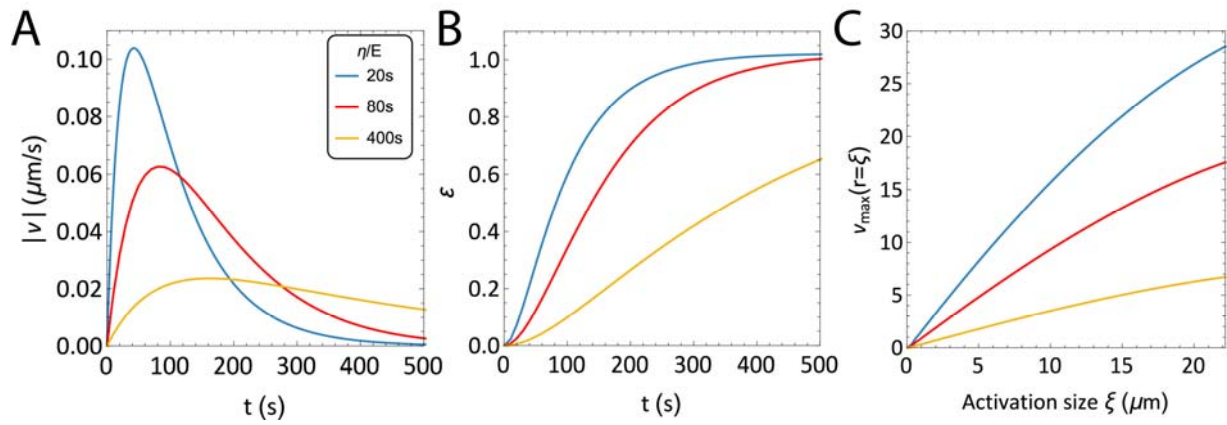 A
|v| (μm/s)
0.10
0.08
0.06
0.04
0.02
0.00
0 100 200 300 400 500
t (s)
η/E
20s
80s
400s
B
ε
1.0
0.8
0.6
0.4
0.2
0.0
0 100 200 300 400 500
t (s)
C
v_max(r=ξ)
30
25
20
15
10
5
0
0 5 10 15 20
Activation size ξ (μm)